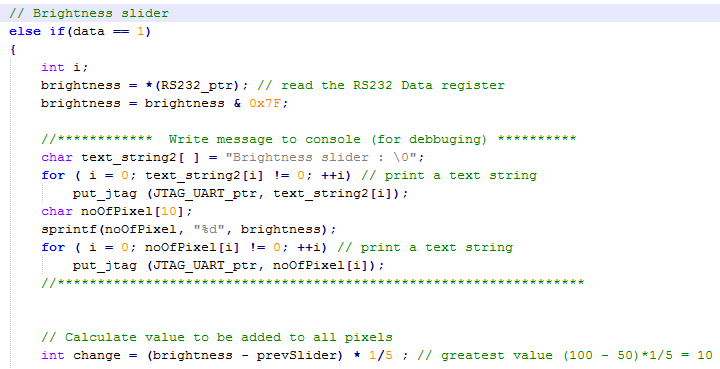 // Brightness slider
else if(data == 1)
{
int i;
brightness = *(RS232_ptr); // read the RS232 Data register
brightness = brightness & 0x7F;
//************ Write message to console (for debbuging) **********
char text_string2[ ] = "Brightness slider : \0";
for ( i = 0; text_string2[i] != 0; ++i) // print a text string
put_jtag (JTAG_UART_ptr, text_string2[i]);
char noOfPixel[10];
sprintf(noOfPixel, "%d", brightness);
for ( i = 0; noOfPixel[i] != 0; ++i) // print a text string
put_jtag (JTAG_UART_ptr, noOfPixel[i]);
//******************************************************************
// Calculate value to be added to all pixels
int change = (brightness - prevSlider) * 1/5 ; // greatest value (100 - 50)*1/5 = 10